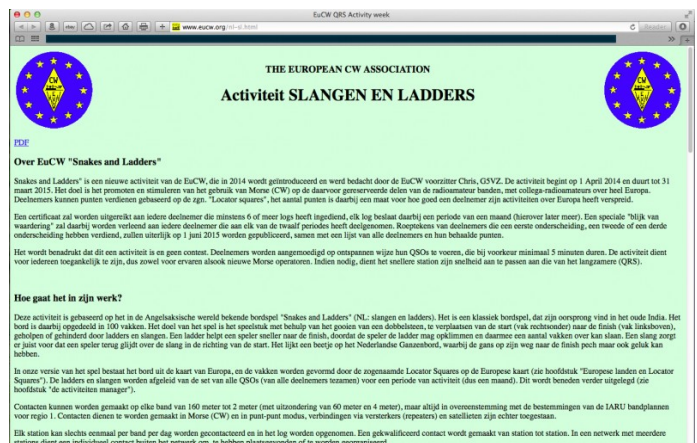 EuCW QRS Activity week
www.eucw.org/nl-sl.html
Reader
THE EUROPEAN CW ASSOCIATION
Activiteit SLANGEN EN LADDERS
PDF
Over EuCW "Snakes and Ladders"
Snakes and Ladders" is een nieuwe activiteit van de EuCW, die in 2014 wordt geïntroduceerd en werd bedacht door de EuCW voorzitter Chris, G5VZ. De activiteit begint op 1 April 2014 en duurt tot 31
maart 2015. Het doel is het promoten en stimuleren van het gebruik van Morse (CW) op de daarvoor gereserveerde delen van de radioamateur banden, met collega-radioamateurs over heel Europa.
Deelnemers kunnen punten verdienen gebaseerd op de zgn. "Locator squares", het aantal punten is daarbij een maat voor hoe goed een deelnemer zijn activiteiten over Europa heeft verspreid.
Een certificaat zal worden uitgereikt aan iedere deelnemer die minstens 6 of meer logs heeft ingediend, elk log beslaat daarbij een periode van een maand (hierover later meer). Een speciale "blijk van
waardering" zal daarbij worden verleend aan iedere deelnemer die aan elk van de twaalf periodes heeft deelgenomen. Roeptekens van deelnemers die een eerste onderscheiding, een tweede of een derde
onderscheiding hebben verdiend, zullen uiterlijk op 1 juni 2015 worden gepubliceerd, samen met een lijst van alle deelnemers en hun behaalde punten.
Het wordt benadrukt dat dit een activiteit is en geen contest. Deelnemers worden aangemoedigd op ontspannen wijze hun QSOs te voeren, die bij voorkeur minimaal 5 minuten duren. De activiteit dient
voor iedereen toegankelijk te zijn, dus zowel voor ervaren alsook nieuwe Morse operatoren. Indien nodig, dient het snellere station zijn snelheid aan te passen aan die van het langzamere (QRS).
Hoe gaat het in zijn werk?
Deze activiteit is gebaseerd op het in de Angelsaksische wereld bekende bordspel "Snakes and Ladders" (NL: slangen en ladders). Het is een klassiek bordspel, dat zijn oorsprong vind in het oude India. Het
bord is daarbij opgedeeld in 100 vakken. Het doel van het spel is het speelstuk met behulp van het gooien van een dobbelsteen, te verplaatsen van de start (vak rechtsonder) naar de finish (vak linksboven),
geholpen of gehinderd door ladders en slangen. Een ladder helpt een speler sneller naar de finish, doordat de speler de ladder mag opklimmen en daarmee een aantal vakken over kan slaan. Een slang zorgt
er juist voor dat een speler terug glijdt over de slang in de richting van de start. Het lijkt een beetje op het Nederlandse Ganzenbord, waarbij de gans op zijn weg naar de finish pech maar ook geluk kan
hebben.
In onze versie van het spel bestaat het bord uit de kaart van Europa, en de vakken worden gevormd door de zogenaamde Locator Squares op de Europese kaart (zie hoofdstuk "Europese landen en Locator
Squares"). De ladders en slangen worden afgeleid van de set van alle QSOs (van alle deelnemers tezamen) voor een periode van activiteit (dus een maand). Dit wordt beneden verder uitgelegd (zie
hoofdstuk "de activiteiten manager").
Contacten kunnen worden gemaakt op elke band van 160 meter tot 2 meter (met uitzondering van 60 meter en 4 meter), maar altijd in overeenstemming met de bestemmingen van de IARU bandplannen
voor regio 1. Contacten dienen te worden gemaakt in Morse (CW) en in punt-punt modus, verbindingen via versterkers (repeaters) en satellieten zijn echter toegestaan.
Elk station kan slechts eenmaal per band per dag worden gecontacteerd en in het log worden opgenomen. Een gekwalificeerd contact wordt gemaakt van station tot station. In een netwerk met meerdere